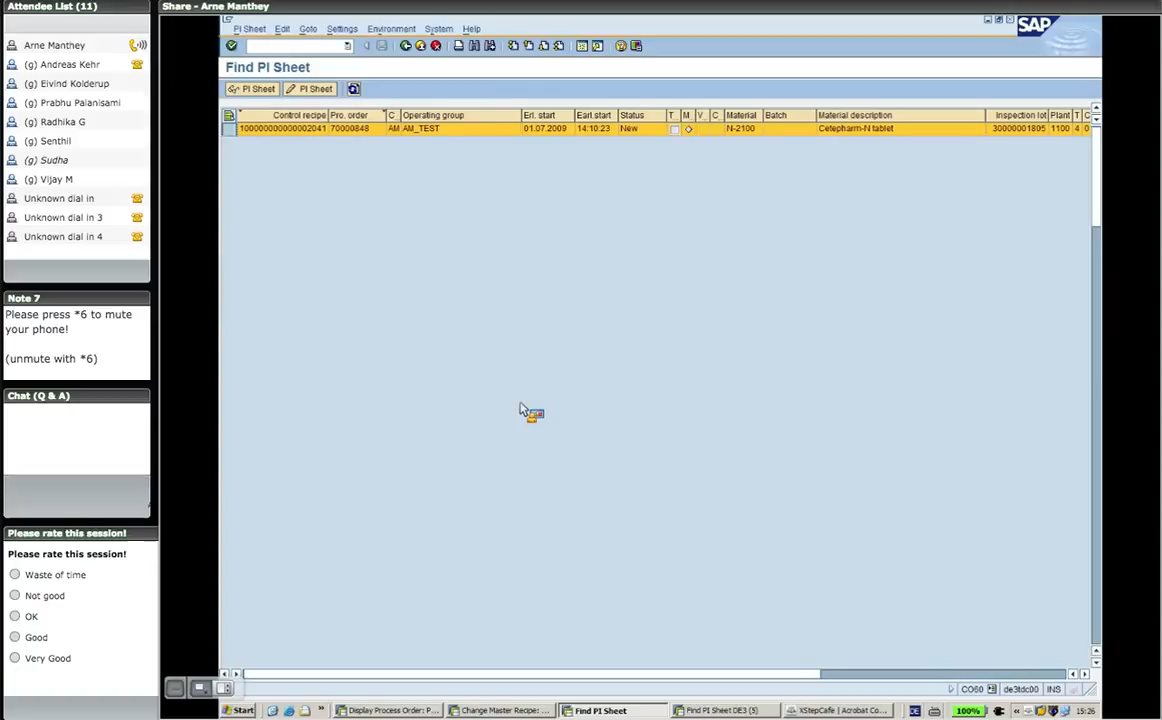 Attendee List (11)
Arne Manthey
(g) Andreas Kehr
(g) Eivind Kolderup
(g) Prabhu Palanisami
(g) Radhika G
(g) Senthil
(g) Sudha
(g) Vijay M
Unknown dial in
Unknown dial in 3
Unknown dial in 4
Note 7
Please press *6 to mute
your phone!
(unmute with *6)
Chat (Q & A)
Please rate this session!
Please rate this session!
Waste of time
Not good
OK
Good
Very Good
Share - Arne Manthey
PI Sheet Edit Goto Settings Environment System Help
SAP
Find PI Sheet
PI Sheet PI Sheet
Control recipe Pro. order C Operating group Erl. start Earl.start Status T M V C Material Batch Material description Inspection lot Plant T C
100000000000002041 70000848 AM AM_TEST 01.07.2009 14:10:23 New N-2100 Cetepharm-N tablet 30000001805 1100 4 0
CO60 de3tdc00 INS
Start » Display Process Order: P... Change Master Recipe: ... Find PI Sheet Find PI Sheet DE3 (5) XStepCafe / Acrobat Co... DE 100% « 15:26